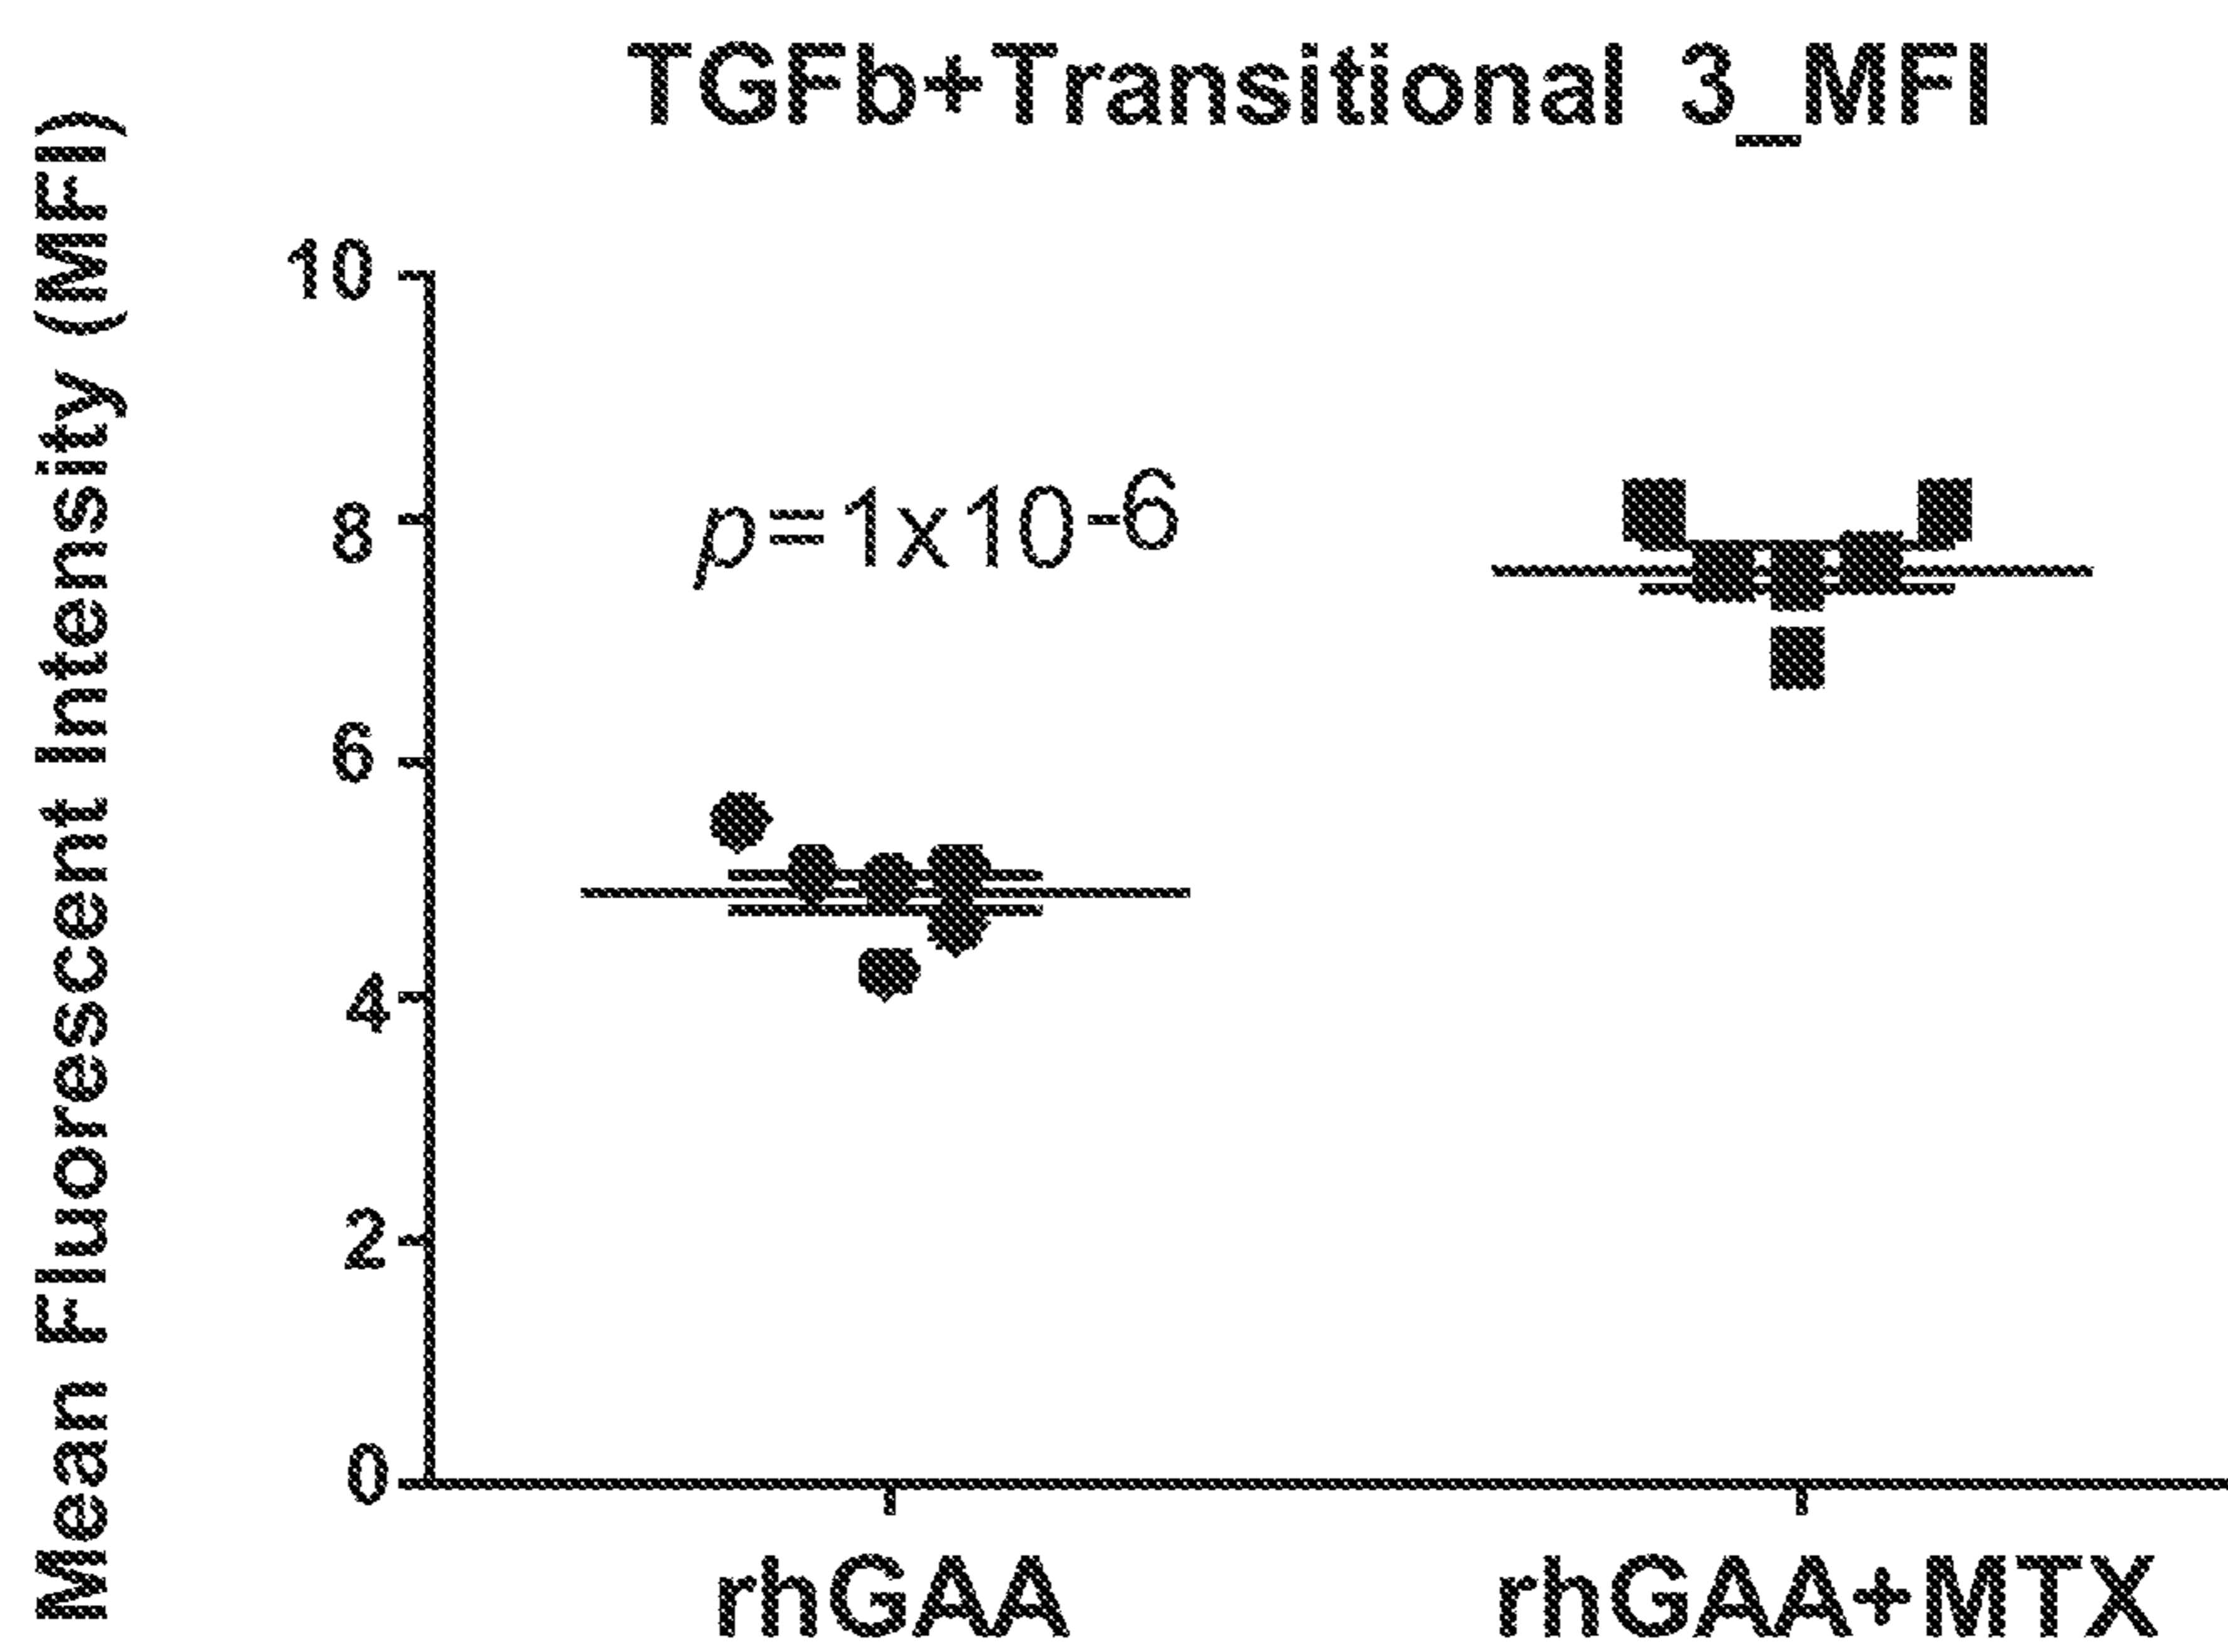 TGFb+Transitional 3_MFI
Mean Fluorescent Intensity (MFI)
10
8
6
4
2
0
p=1x10-6
rhGAA
rhGAA+MTX